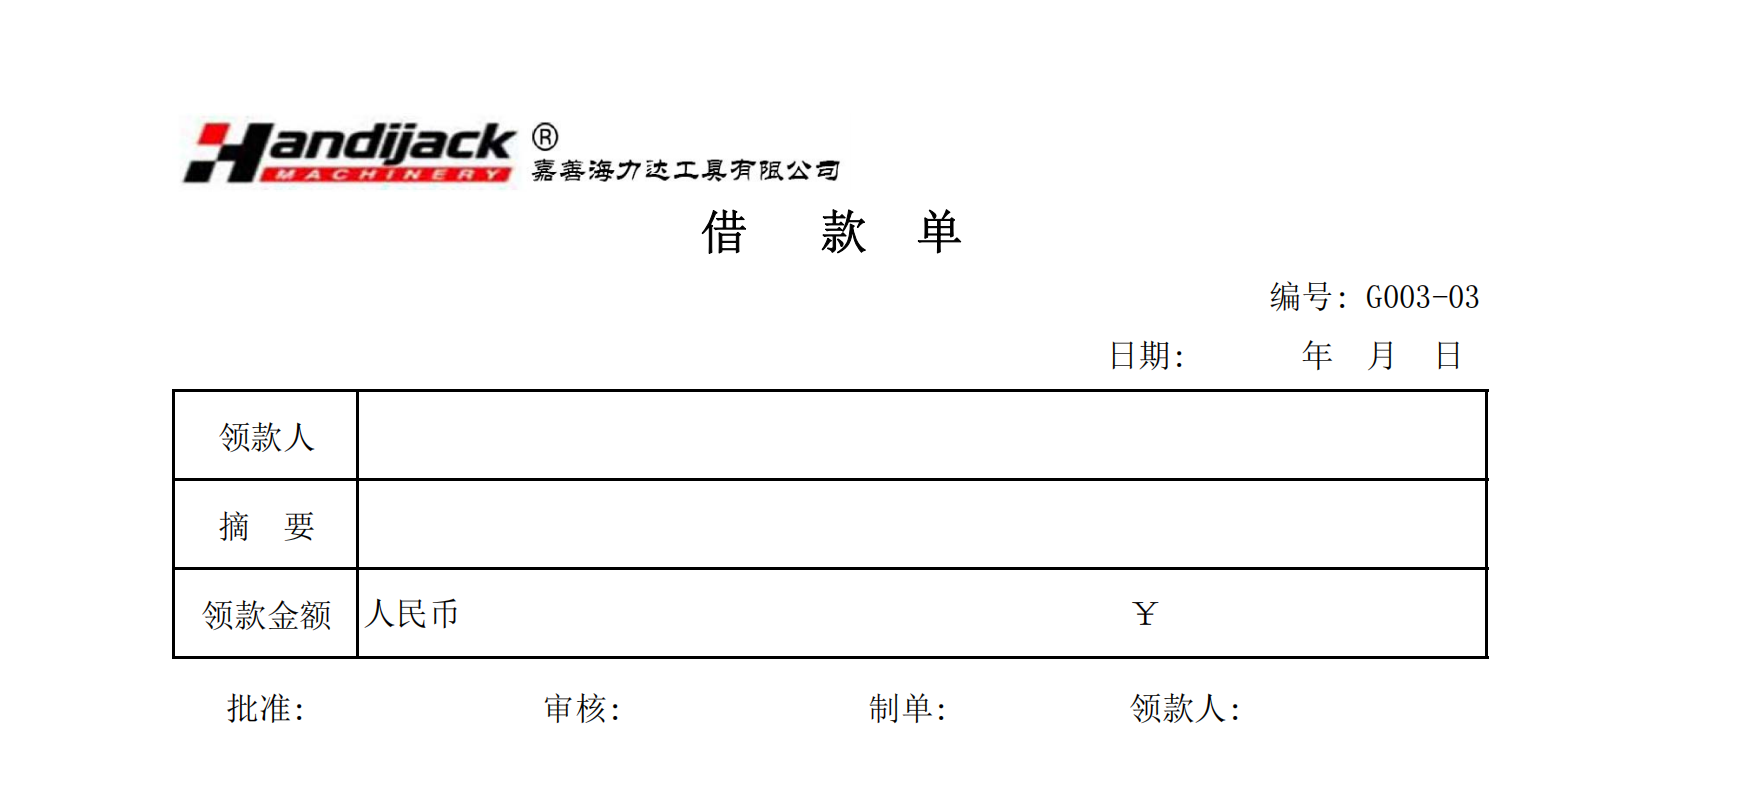 Handijack ®
MACHINERY 嘉善海力达工具有限公司
借 款 单
编号: G003-03
日期: 年 月 日
领款人
摘 要
领款金额 人民币 ¥
批准: 审核: 制单: 领款人: